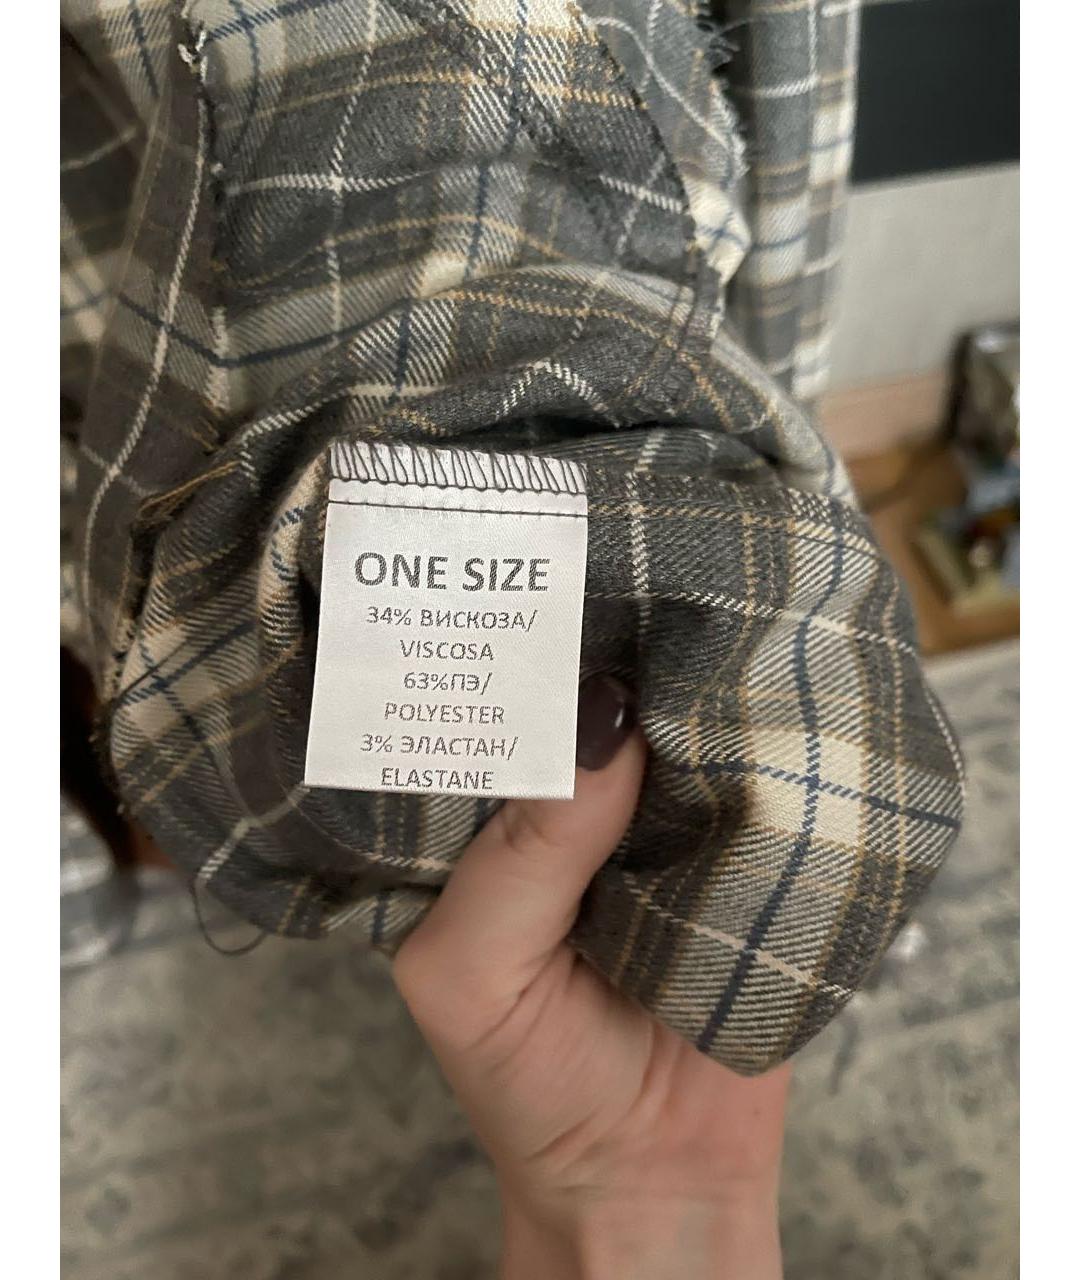 ONE SIZE
34% ВИСКОЗА/
VISCOSA
63%ПЭ/
POLYESTER
3% ЭЛАСТАН/
ELASTANE